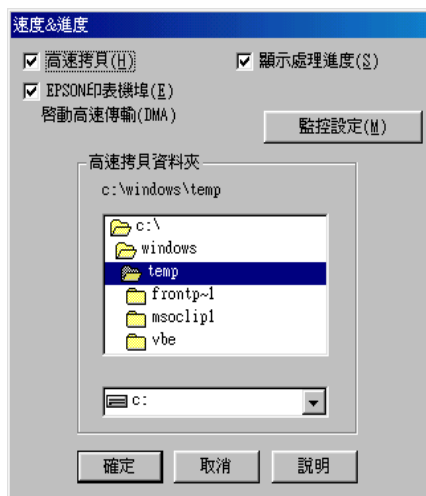 速度&進度
高速拷貝(H)
顯示處理進度(S)
EPSON印表機埠(E)
啓動高速傳輸(DMA)
監控設定(M)
高速拷貝資料夾
c:\windows\temp
c:\
windows
temp
frontp~1
msoclip1
vbe
c:
確定
取消
說明